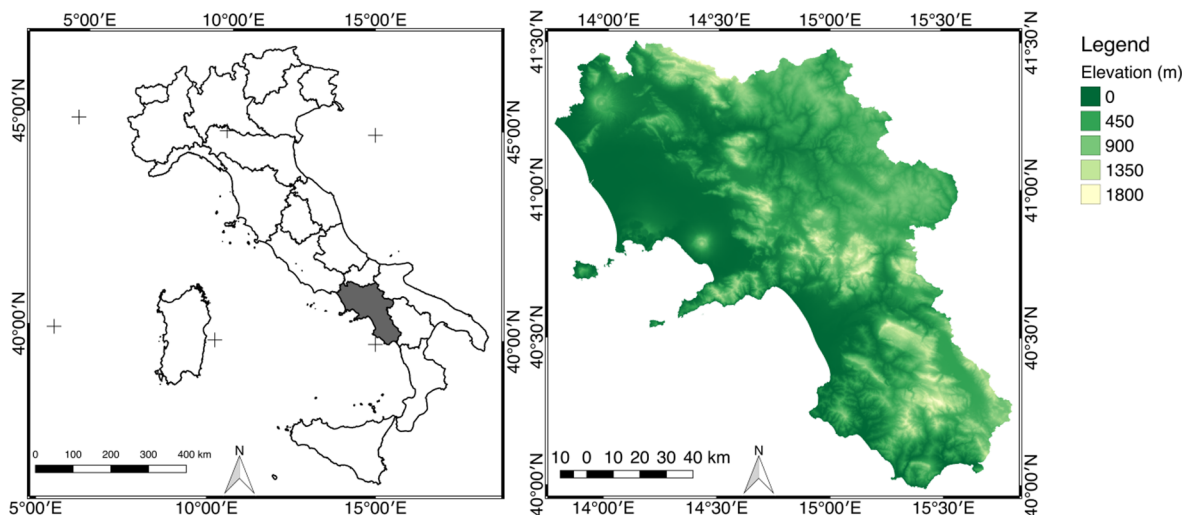 5°00′E 10°00′E 15°00′E
45°00′N
40°00′N
45°00′N
40°00′N
0 100 200 300 400 km
N
5°00′E 10°00′E 15°00′E
14°00′E 14°30′E 15°00′E 15°30′E
41°30′N
41°00′N
40°30′N
40°00′N
41°30′N
41°00′N
40°30′N
40°00′N
10 0 10 20 30 40 km
N
14°00′E 14°30′E 15°00′E 15°30′E
Legend
Elevation (m)
0
450
900
1350
1800